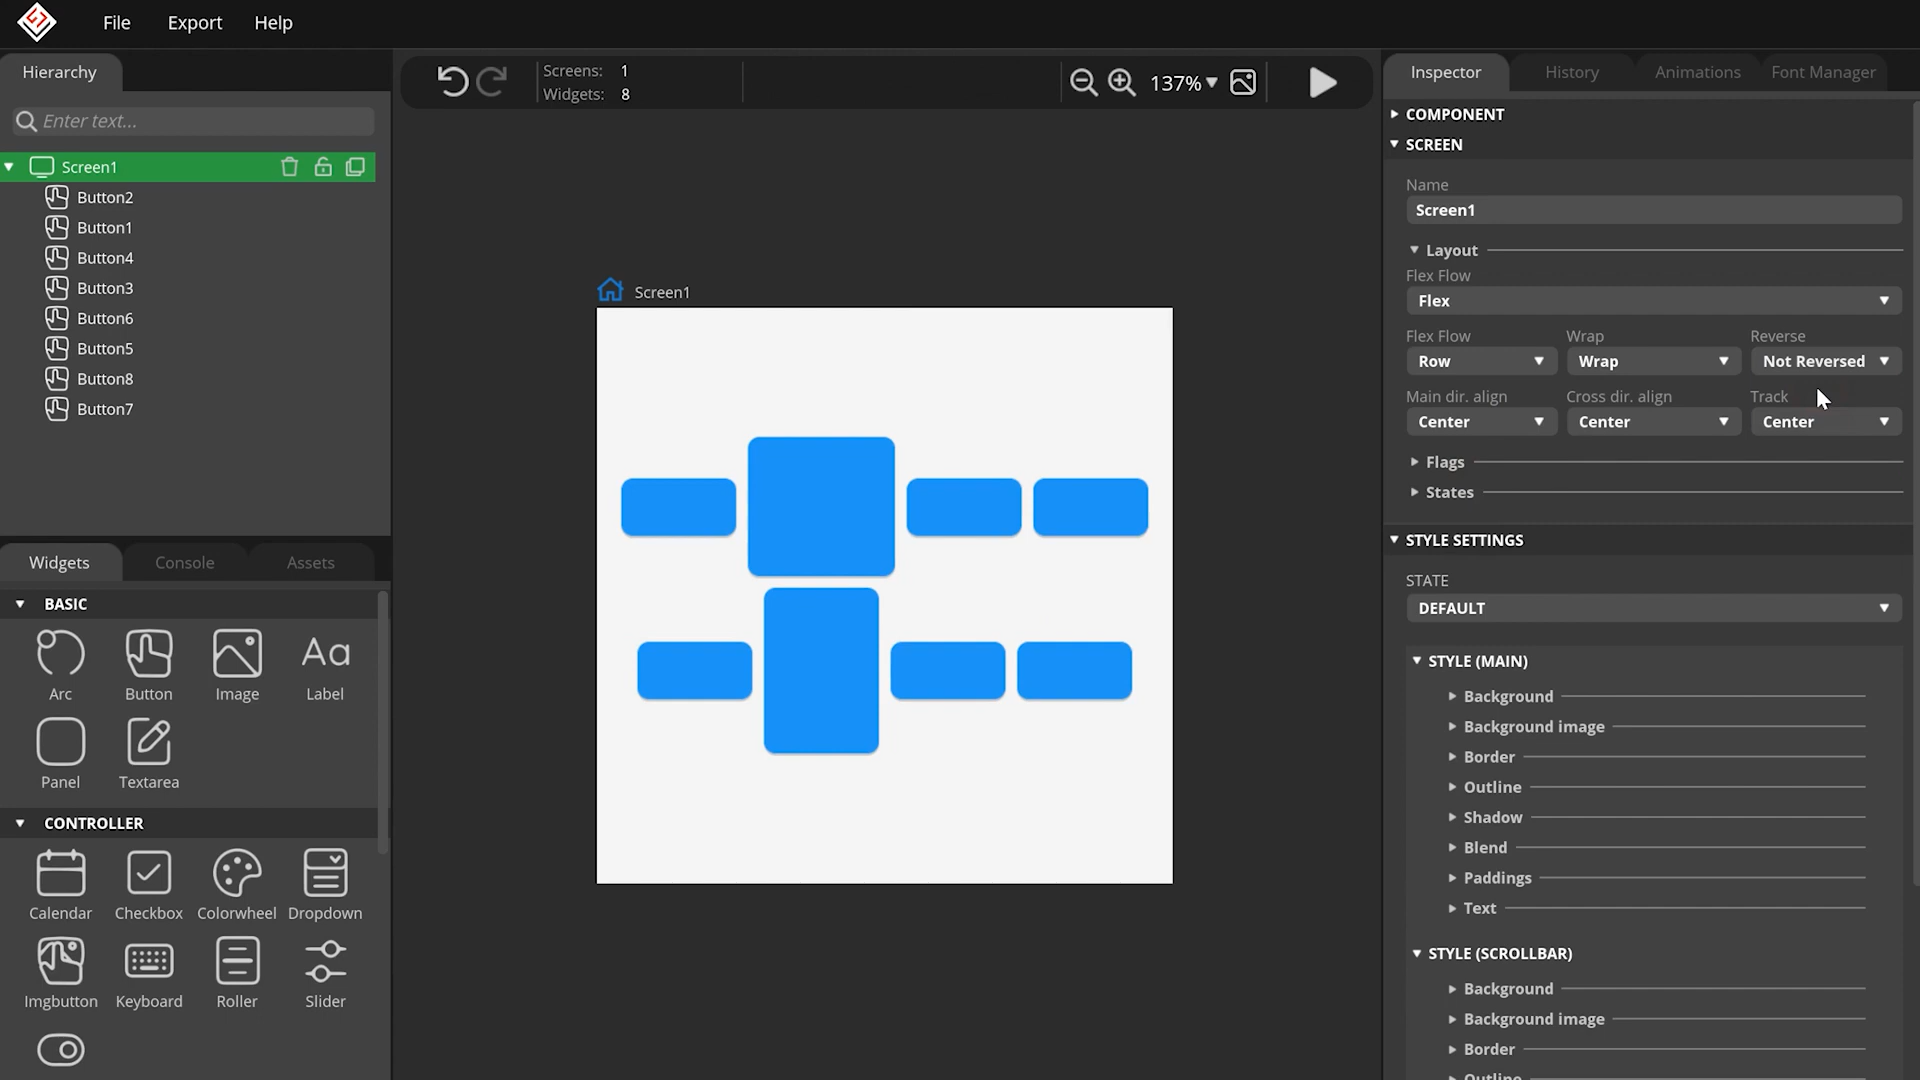 File
Export
Help
Hierarchy
Screens: 1
Widgets: 8
137%
Inspector
History
Animations
Font Manager
Enter text...
Screen1
Button2
Button1
Button4
Button3
Button6
Button5
Button8
Button7
Widgets
Console
Assets
BASIC
Arc
Button
Image
Label
Panel
Textarea
CONTROLLER
Calendar
Checkbox
Colorwheel
Dropdown
Imgbutton
Keyboard
Roller
Slider
Screen1
COMPONENT
SCREEN
Name
Screen1
Layout
Flex Flow
Flex
Flex Flow
Wrap
Reverse
Row
Wrap
Not Reversed
Main dir. align
Cross dir. align
Track
Center
Center
Center
Flags
States
STYLE SETTINGS
STATE
DEFAULT
STYLE (MAIN)
Background
Background image
Border
Outline
Shadow
Blend
Paddings
Text
STYLE (SCROLLBAR)
Background
Background image
Border
Outline